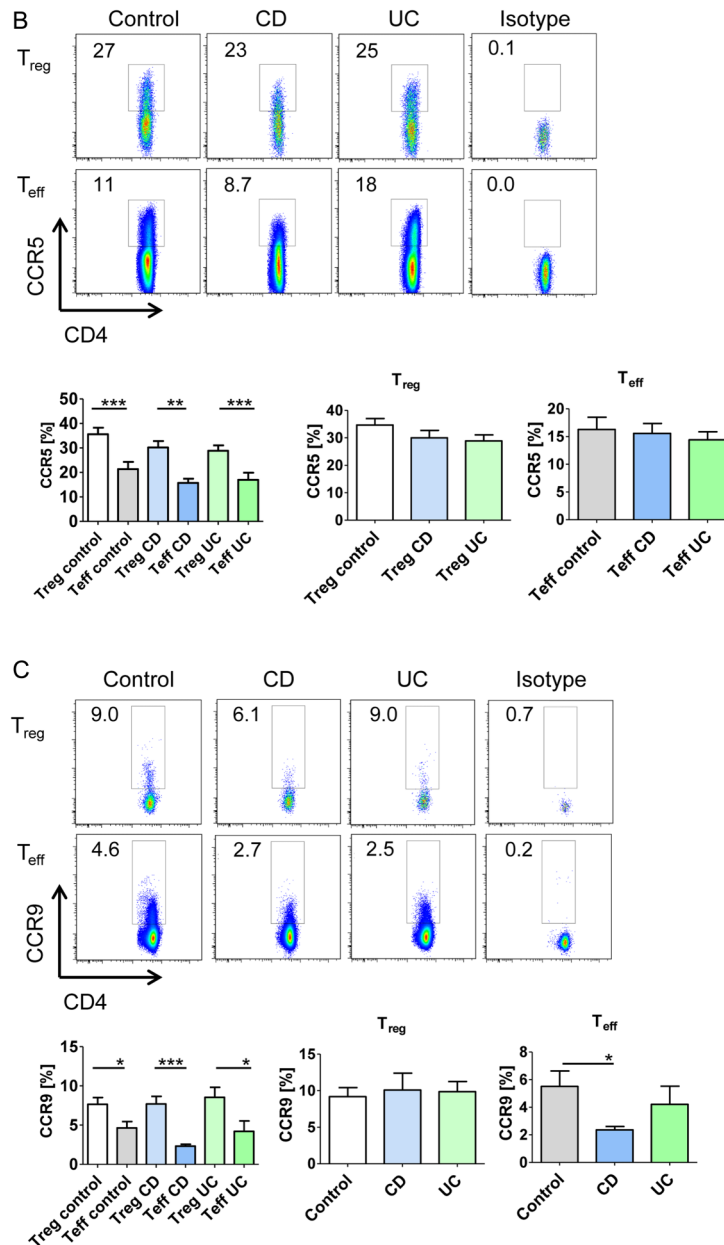 B
Control CD UC Isotype
Treg 27 23 25 0.1
Teff 11 8.7 18 0.0
CCR5
CD4
Treg
Teff
CCR5 [%]
50
40
30
20
10
0
*** ** ***
Treg control Teff control Treg CD Teff CD Treg UC Teff UC
CCR5 [%]
40
30
20
10
0
Treg control Treg CD Treg UC
CCR5 [%]
20
15
10
5
0
Teff control Teff CD Teff UC
C
Control CD UC Isotype
Treg 9.0 6.1 9.0 0.7
Teff 4.6 2.7 2.5 0.2
CCR9
CD4
Treg
Teff
CCR9 [%]
15
10
5
0
* *** *
Treg control Teff control Treg CD Teff CD Treg UC Teff UC
CCR9 [%]
15
10
5
0
Control CD UC
CCR9 [%]
8
6
4
2
0
*
Control CD UC